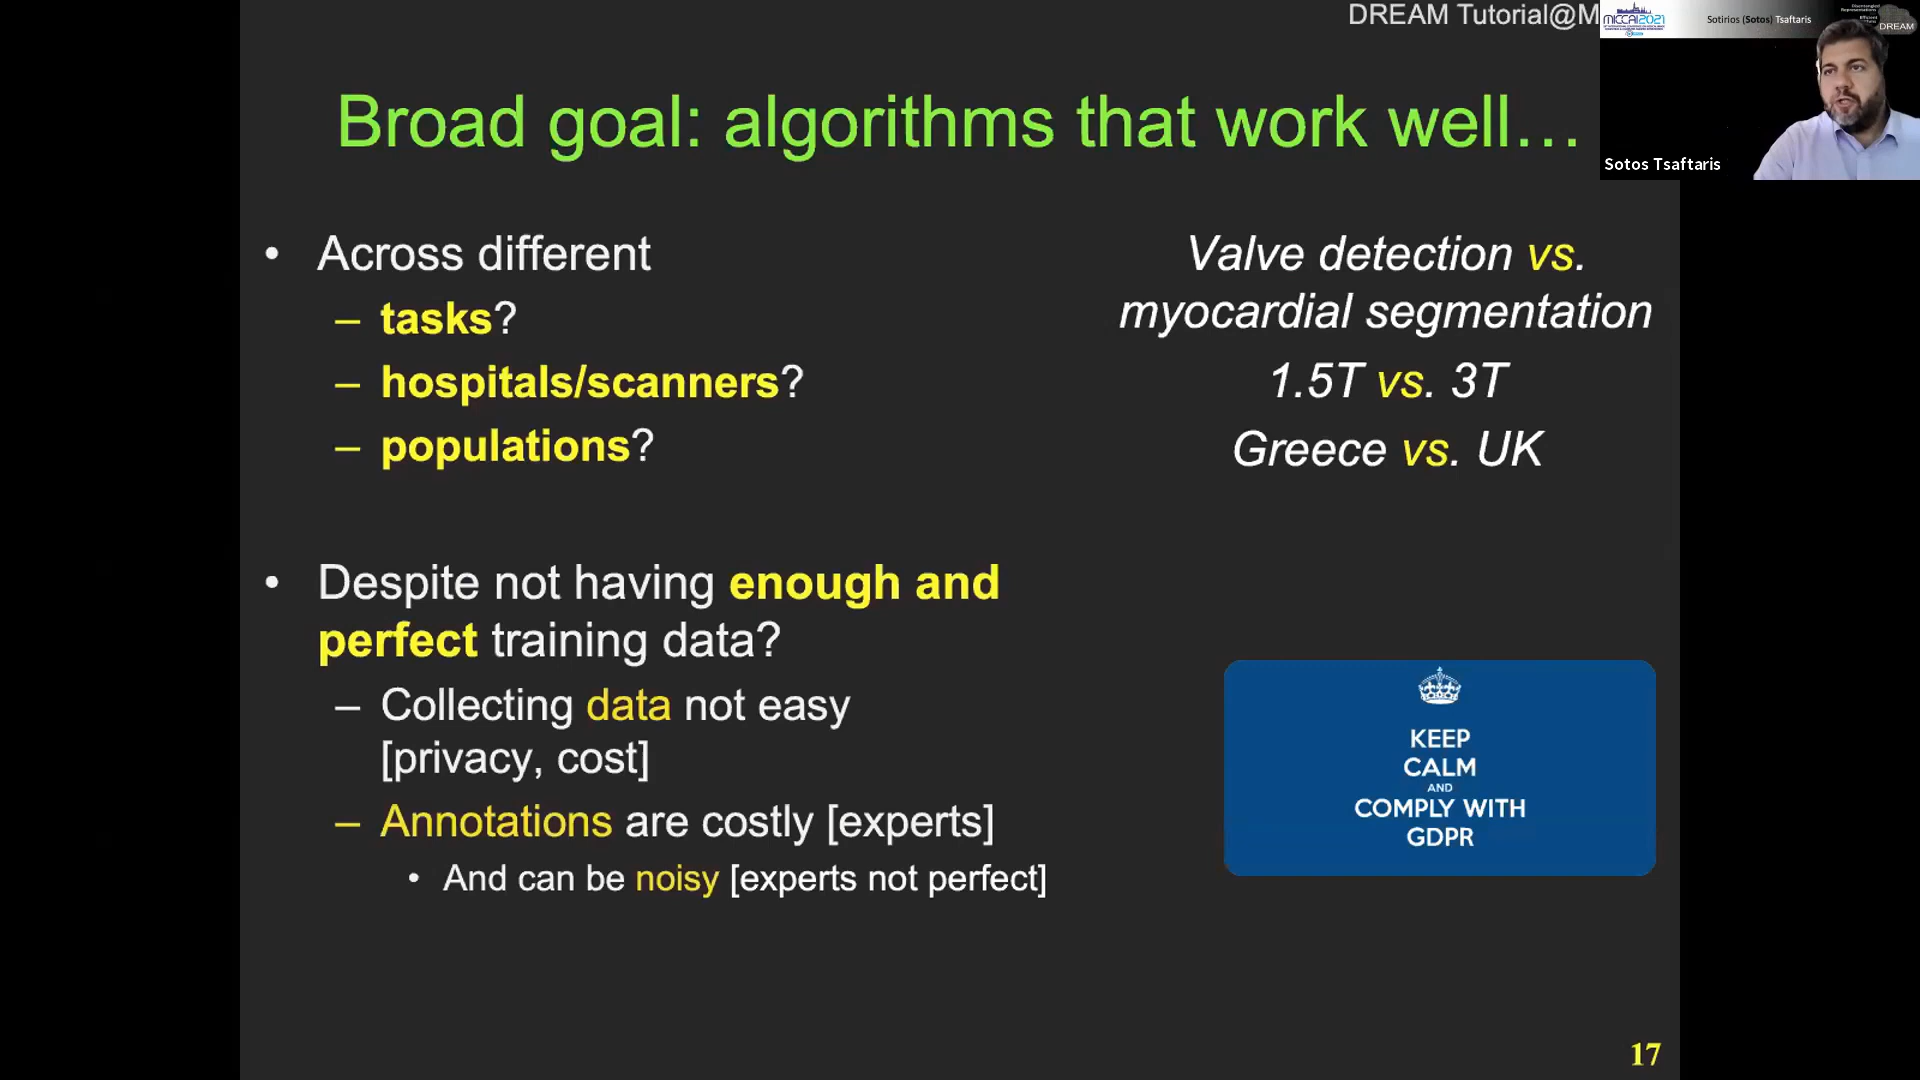 DREAM Tutorial@M
MICCAI2021
Sotirios (Sotos) Tsaftaris
DREAM
Sotos Tsaftaris
Broad goal: algorithms that work well…
• Across different
– tasks?
– hospitals/scanners?
– populations?
Valve detection vs.
myocardial segmentation
1.5T vs. 3T
Greece vs. UK
• Despite not having enough and
perfect training data?
– Collecting data not easy
[privacy, cost]
– Annotations are costly [experts]
• And can be noisy [experts not perfect]
KEEP
CALM
AND
COMPLY WITH
GDPR
17